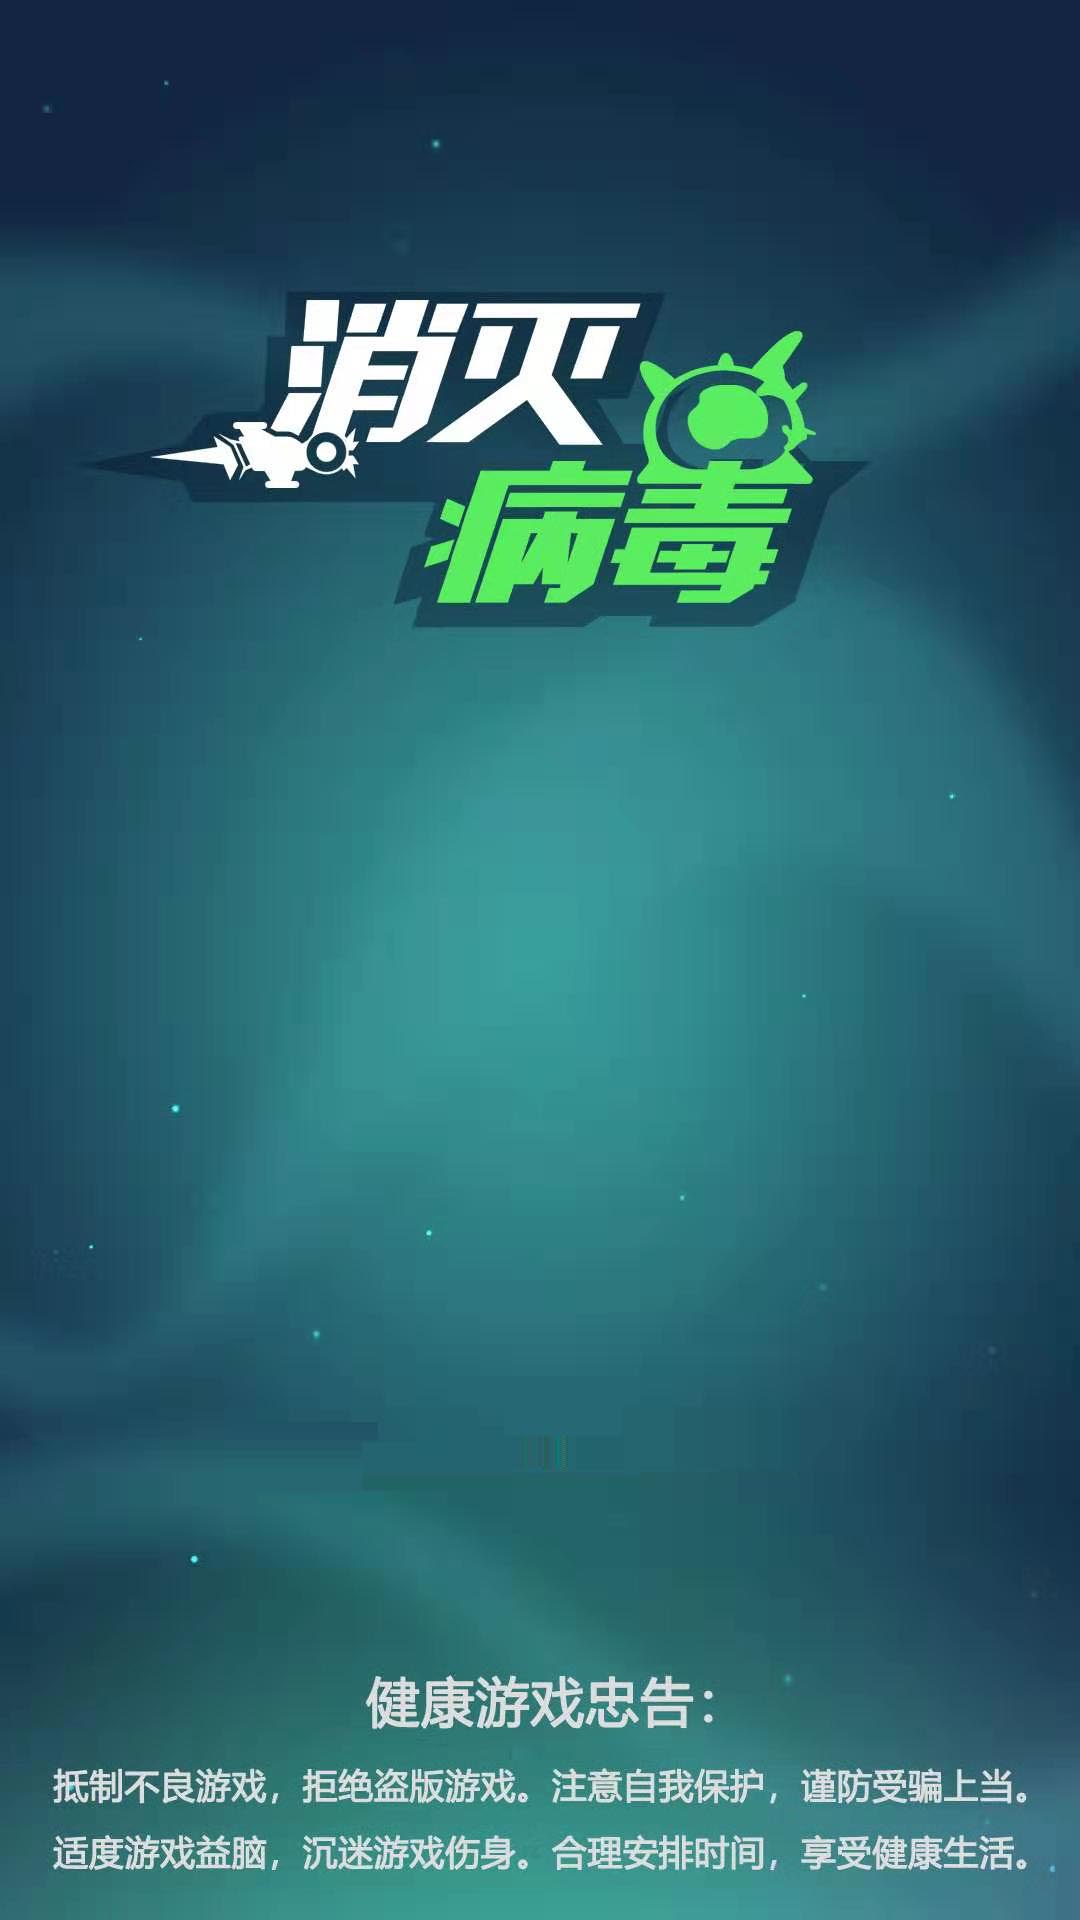 消灭
病毒
健康游戏忠告：
抵制不良游戏，拒绝盗版游戏。注意自我保护，谨防受骗上当。
适度游戏益脑，沉迷游戏伤身。合理安排时间，享受健康生活。